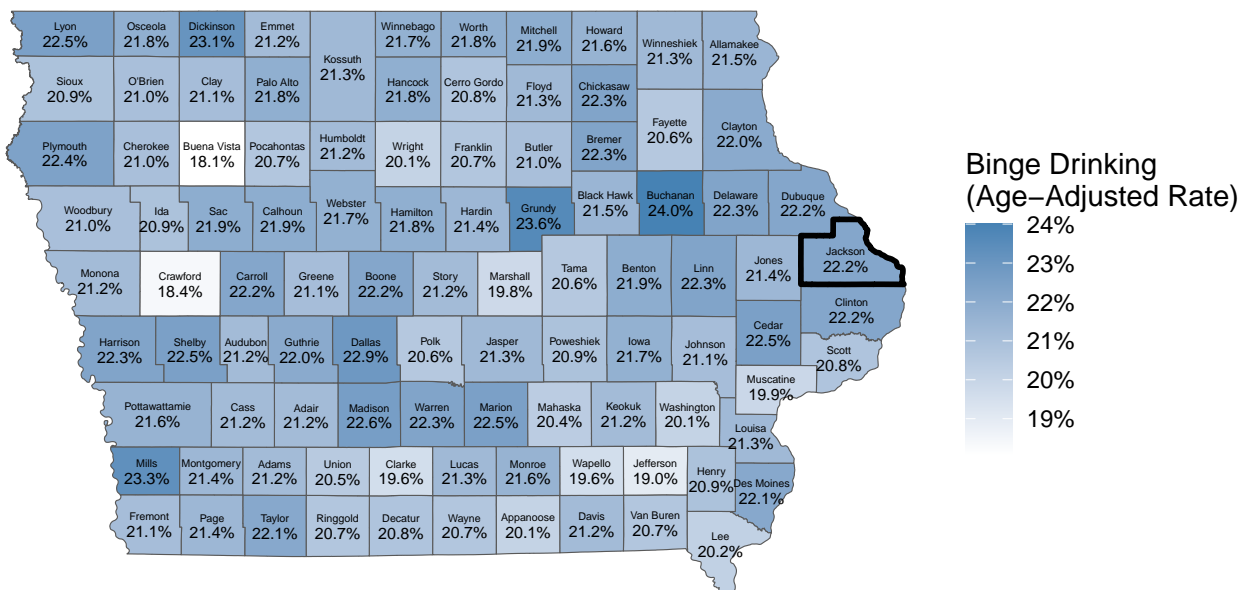 Lyon
22.5%
Osceola
21.8%
Dickinson
23.1%
Emmet
21.2%
Kossuth
21.3%
Winnebago
21.7%
Worth
21.8%
Mitchell
21.9%
Howard
21.6%
Winneshiek
21.3%
Allamakee
21.5%
Sioux
20.9%
O'Brien
21.0%
Clay
21.1%
Palo Alto
21.8%
Hancock
21.8%
Cerro Gordo
20.8%
Floyd
21.3%
Chickasaw
22.3%
Fayette
20.6%
Clayton
22.0%
Plymouth
22.4%
Cherokee
21.0%
Buena Vista
18.1%
Pocahontas
20.7%
Humboldt
21.2%
Wright
20.1%
Franklin
20.7%
Butler
21.0%
Bremer
22.3%
Woodbury
21.0%
Ida
20.9%
Sac
21.9%
Calhoun
21.9%
Webster
21.7%
Hamilton
21.8%
Hardin
21.4%
Grundy
23.6%
Black Hawk
21.5%
Buchanan
24.0%
Delaware
22.3%
Dubuque
22.2%
Monona
21.2%
Crawford
18.4%
Carroll
22.2%
Greene
21.1%
Boone
22.2%
Story
21.2%
Marshall
19.8%
Tama
20.6%
Benton
21.9%
Linn
22.3%
Jones
21.4%
Jackson
22.2%
Clinton
22.2%
Harrison
22.3%
Shelby
22.5%
Audubon
21.2%
Guthrie
22.0%
Dallas
22.9%
Polk
20.6%
Jasper
21.3%
Poweshiek
20.9%
Iowa
21.7%
Johnson
21.1%
Cedar
22.5%
Scott
20.8%
Muscatine
19.9%
Pottawattamie
21.6%
Cass
21.2%
Adair
21.2%
Madison
22.6%
Warren
22.3%
Marion
22.5%
Mahaska
20.4%
Keokuk
21.2%
Washington
20.1%
Louisa
21.3%
Mills
23.3%
Montgomery
21.4%
Adams
21.2%
Union
20.5%
Clarke
19.6%
Lucas
21.3%
Monroe
21.6%
Wapello
19.6%
Jefferson
19.0%
Henry
20.9%
Des Moines
22.1%
Fremont
21.1%
Page
21.4%
Taylor
22.1%
Ringgold
20.7%
Decatur
20.8%
Wayne
20.7%
Appanoose
20.1%
Davis
21.2%
Van Buren
20.7%
Lee
20.2%
Binge Drinking
(Age−Adjusted Rate)
24%
23%
22%
21%
20%
19%